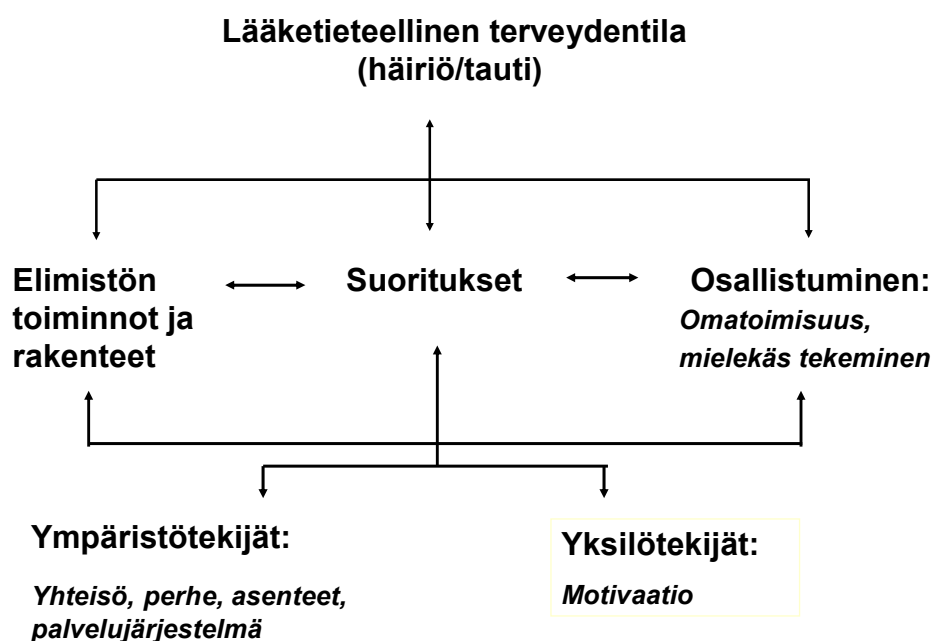 Lääketieteellinen terveydentila
(häiriö/tauti)
Elimistön
toiminnot ja
rakenteet
Suoritukset
Osallistuminen:
Omatoimisuus,
mielekäs tekeminen
Ympäristötekijät:
Yhteisö, perhe, asenteet,
palvelujärjestelmä
Yksilötekijät:
Motivaatio